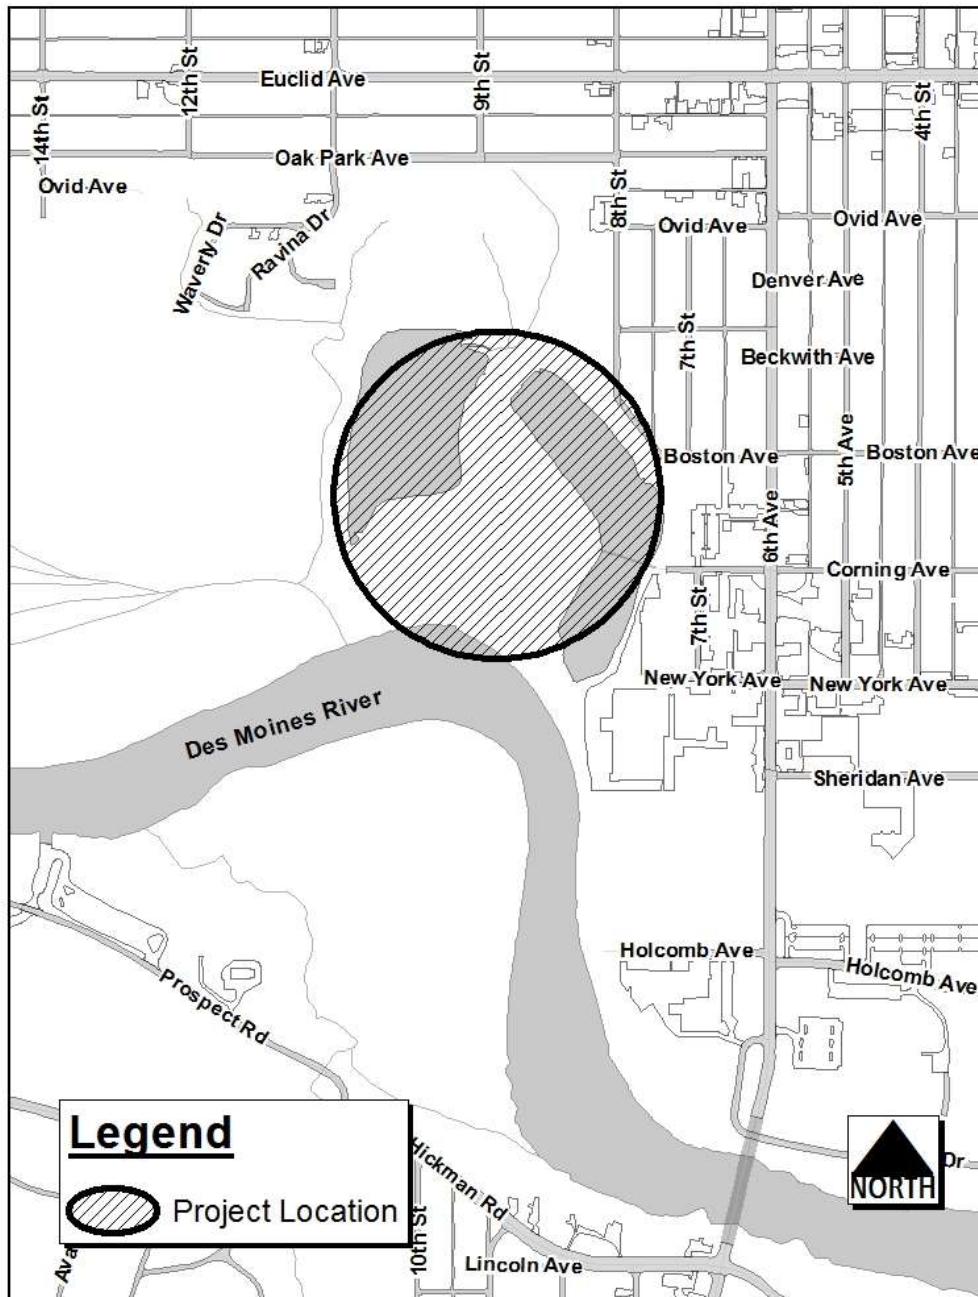 14th St
12th St
Euclid Ave
9th St
4th St
Oak Park Ave
Ovid Ave
8th St
Waverly Dr
Ravina Dr
Ovid Ave
Ovid Ave
Denver Ave
7th St
Beckwith Ave
Boston Ave
5th Ave
Boston Ave
6th Ave
Corning Ave
7th St
New York Ave
New York Ave
Des Moines River
Sheridan Ave
Holcomb Ave
Holcomb Ave
Prospect Rd
Legend
Project Location
Hickman Rd
NORTH
Dr
10th St
Lincoln Ave
Ava